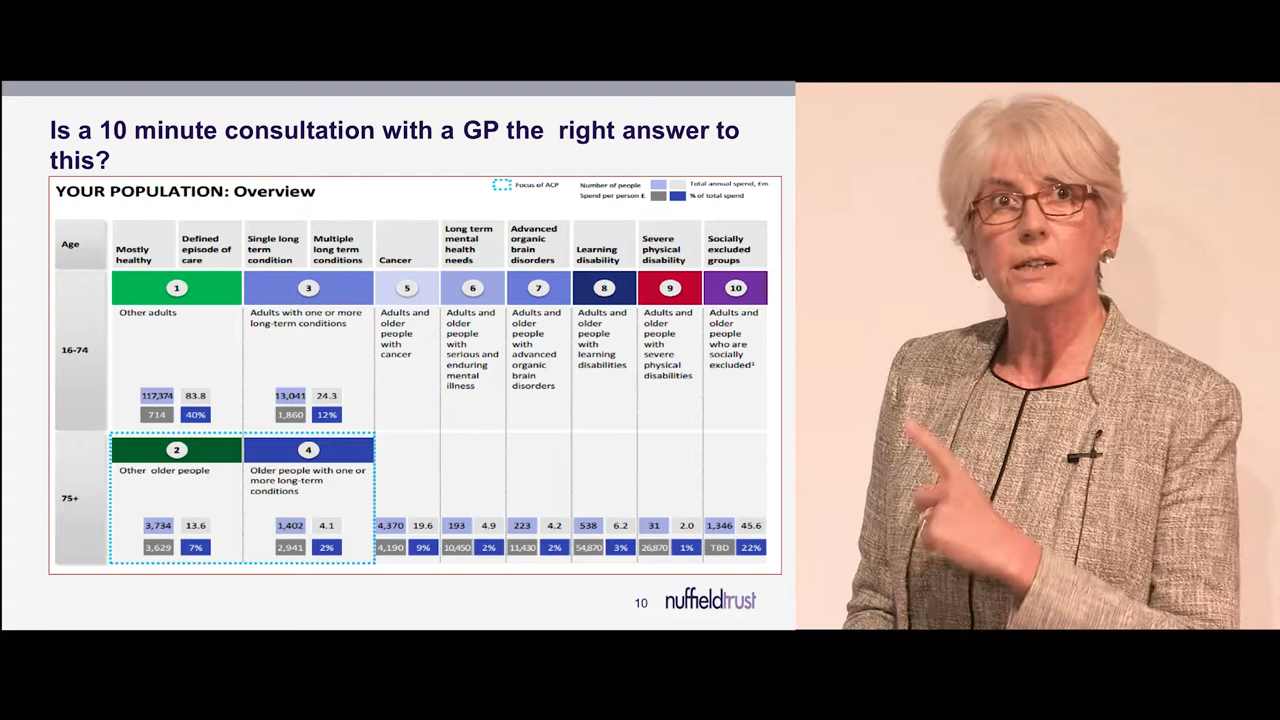 Is a 10 minute consultation with a GP the right answer to
this?
YOUR POPULATION: Overview
Focus of ACP
Number of people
Total annual spend, £m
Spend per person £
% of total spend
Age
Mostly
healthy
Defined
episode of
care
Single long
term
condition
Multiple
long term
conditions
Cancer
Long term
mental
health
needs
Advanced
organic
brain
disorders
Learning
disability
Severe
physical
disability
Socially
excluded
groups
1
3
5
6
7
8
9
10
16-74
Other adults
117,374 83.8
714 40%
Adults with one or more
long-term conditions
13,041 24.3
1,860 12%
Adults and
older
people
with
cancer
Adults and
older
people
with
serious and
enduring
mental
illness
Adults and
older
people
with
advanced
organic
brain
disorders
Adults and
older
people
with
learning
disabilities
Adults and
older
people
with
severe
physical
disabilities
Adults and
older
people
who are
socially
excluded¹
2
4
75+
Other older people
3,734 13.6
3,629 7%
Older people with one or
more long-term
conditions
1,402 4.1
2,941 2%
4,370 19.6
4,190 9%
193 4.9
10,450 2%
223 4.2
11,430 2%
538 6.2
54,870 3%
31 2.0
26,870 1%
1,346 45.6
TBD 22%
10
nuffieldtrust